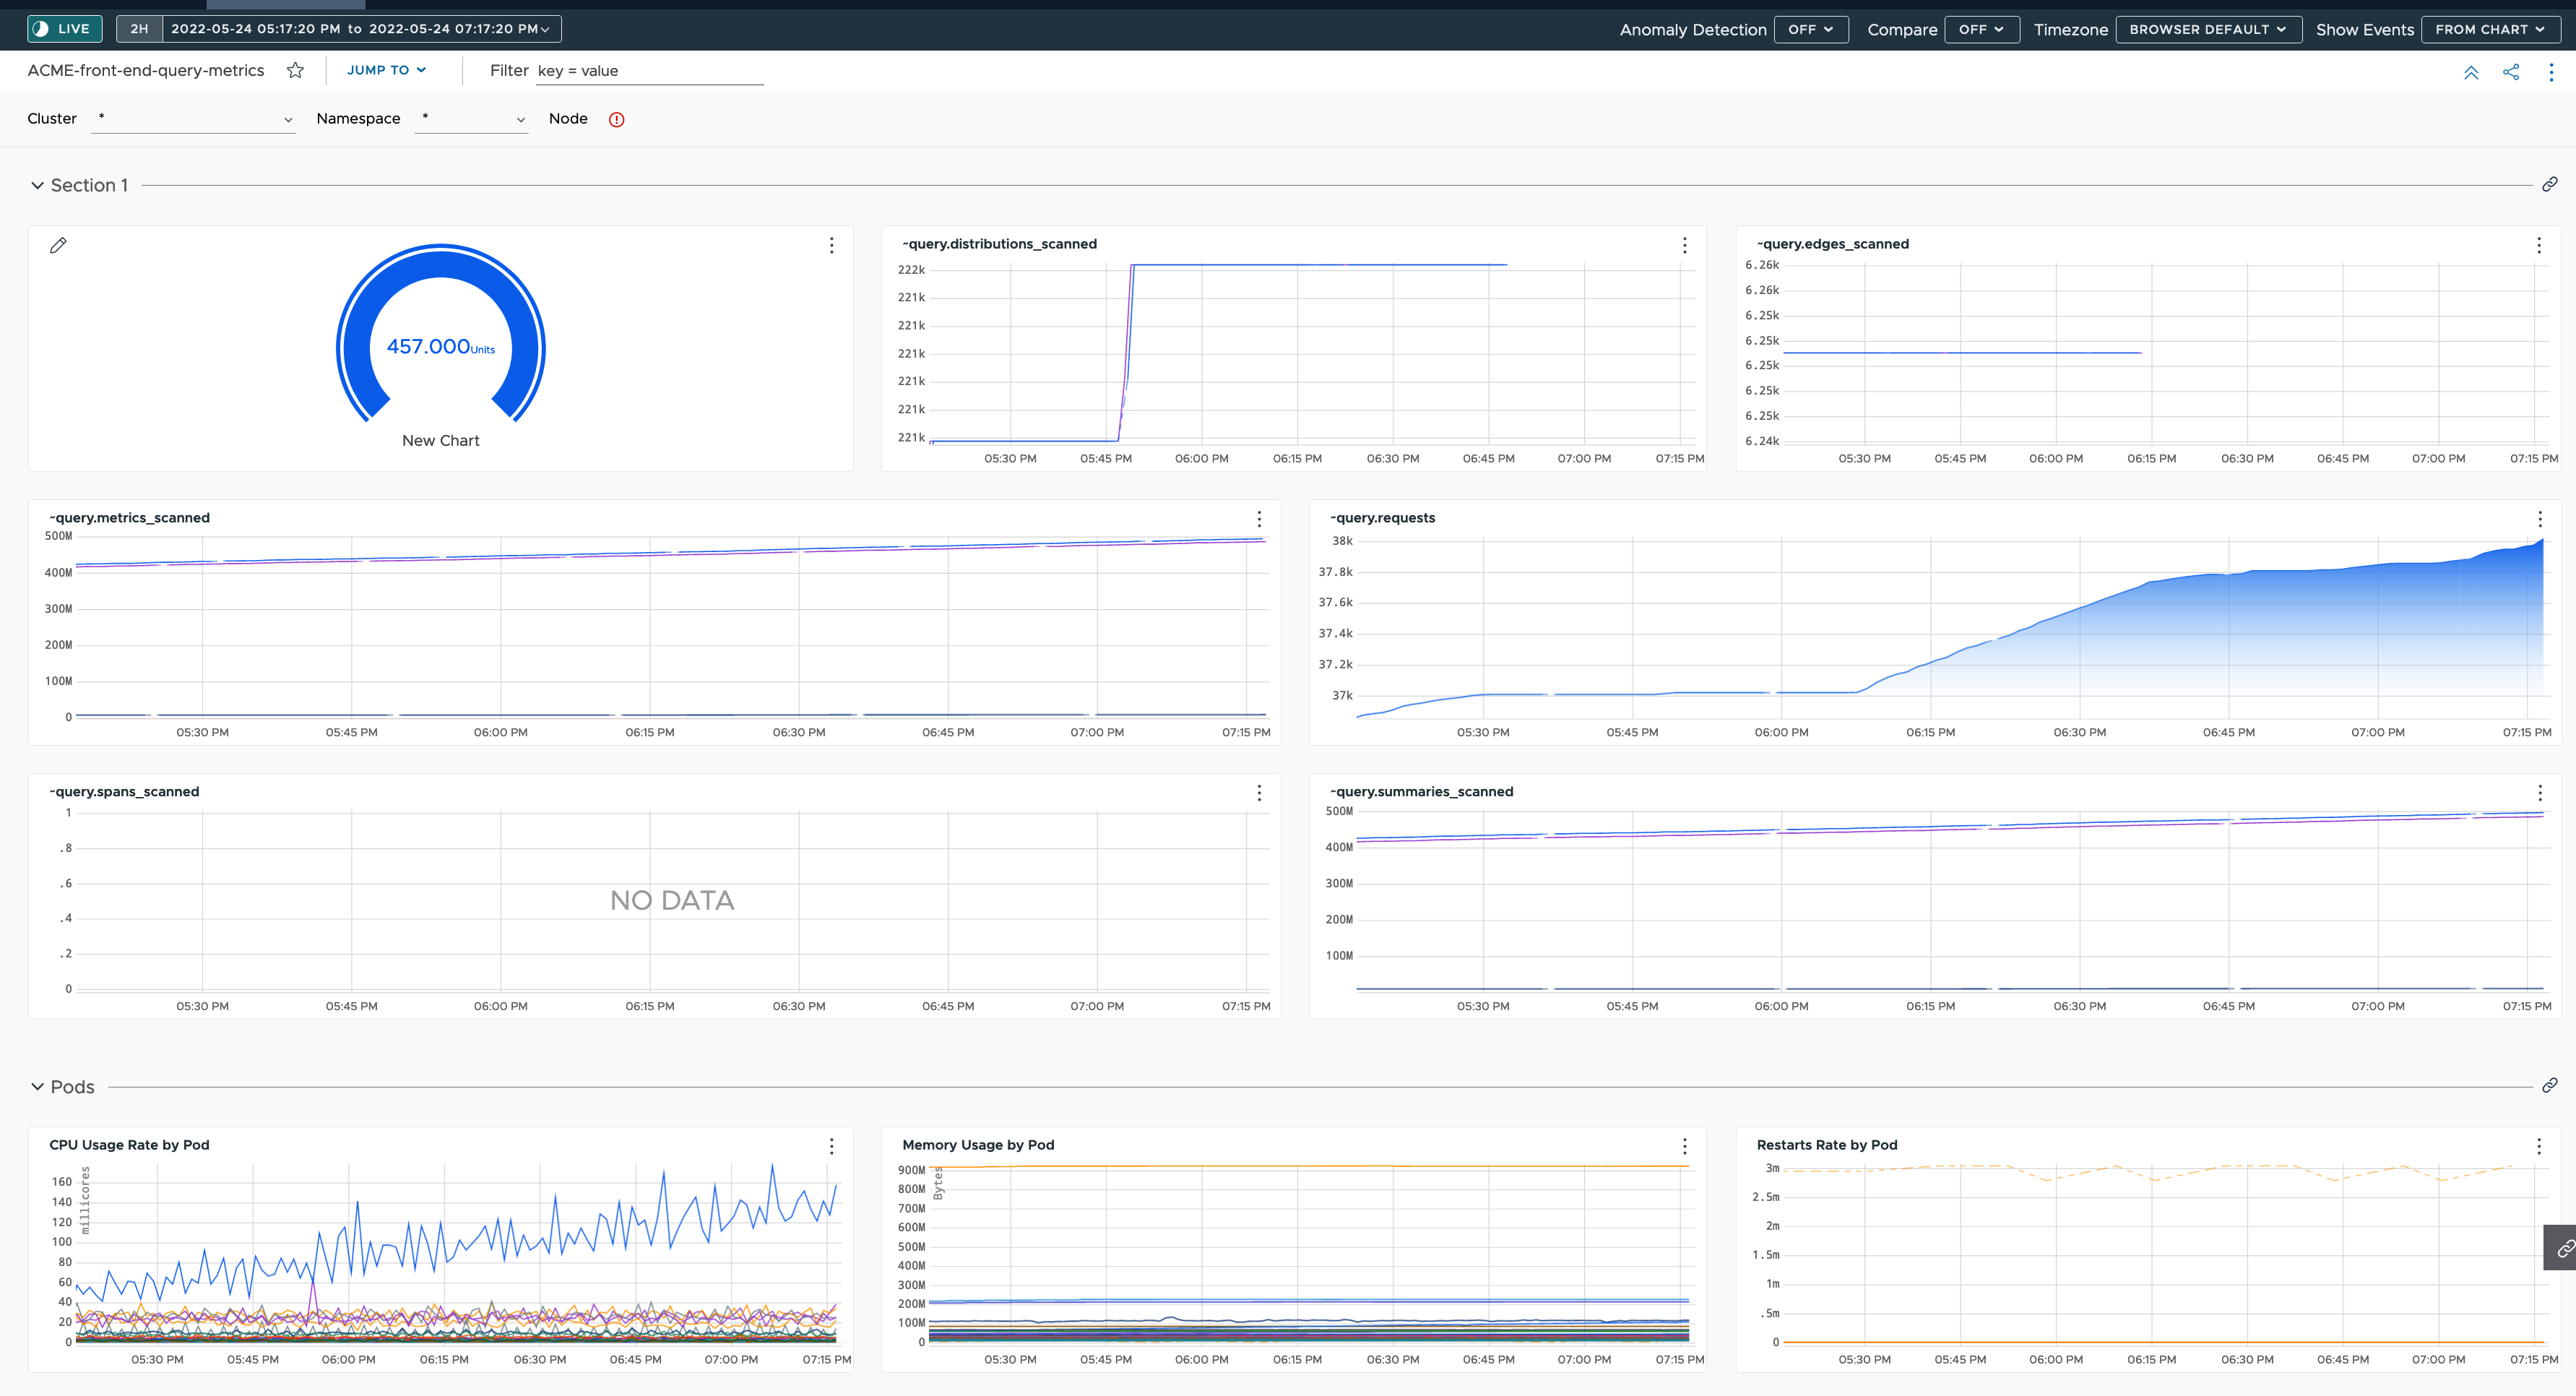 LIVE 2H 2022-05-24 05:17:20 PM to 2022-05-24 07:17:20 PM Anomaly Detection OFF Compare OFF Timezone BROWSER DEFAULT Show Events FROM CHART
ACME-front-end-query-metrics JUMP TO Filter key = value
Cluster * Namespace * Node
Section 1
457.000Units
New Chart
~query.distributions_scanned
222k
221k
221k
221k
221k
221k
221k
05:30 PM 05:45 PM 06:00 PM 06:15 PM 06:30 PM 06:45 PM 07:00 PM 07:15 PM
~query.edges_scanned
6.26k
6.26k
6.25k
6.25k
6.25k
6.25k
6.25k
6.24k
05:30 PM 05:45 PM 06:00 PM 06:15 PM 06:30 PM 06:45 PM 07:00 PM 07:15 PM
~query.metrics_scanned
500M
400M
300M
200M
100M
0
05:30 PM 05:45 PM 06:00 PM 06:15 PM 06:30 PM 06:45 PM 07:00 PM 07:15 PM
~query.requests
38k
37.8k
37.6k
37.4k
37.2k
37k
05:30 PM 05:45 PM 06:00 PM 06:15 PM 06:30 PM 06:45 PM 07:00 PM 07:15 PM
~query.spans_scanned
1
.8
.6
.4
.2
0
NO DATA
05:30 PM 05:45 PM 06:00 PM 06:15 PM 06:30 PM 06:45 PM 07:00 PM 07:15 PM
~query.summaries_scanned
500M
400M
300M
200M
100M
05:30 PM 05:45 PM 06:00 PM 06:15 PM 06:30 PM 06:45 PM 07:00 PM 07:15 PM
Pods
CPU Usage Rate by Pod
millicores
160
140
120
100
80
60
40
20
0
05:30 PM 05:45 PM 06:00 PM 06:15 PM 06:30 PM 06:45 PM 07:00 PM 07:15 PM
Memory Usage by Pod
Bytes
900M
800M
700M
600M
500M
400M
300M
200M
100M
0
05:30 PM 05:45 PM 06:00 PM 06:15 PM 06:30 PM 06:45 PM 07:00 PM 07:15 PM
Restarts Rate by Pod
3m
2.5m
2m
1.5m
1m
.5m
0
05:30 PM 05:45 PM 06:00 PM 06:15 PM 06:30 PM 06:45 PM 07:00 PM 07:15 PM